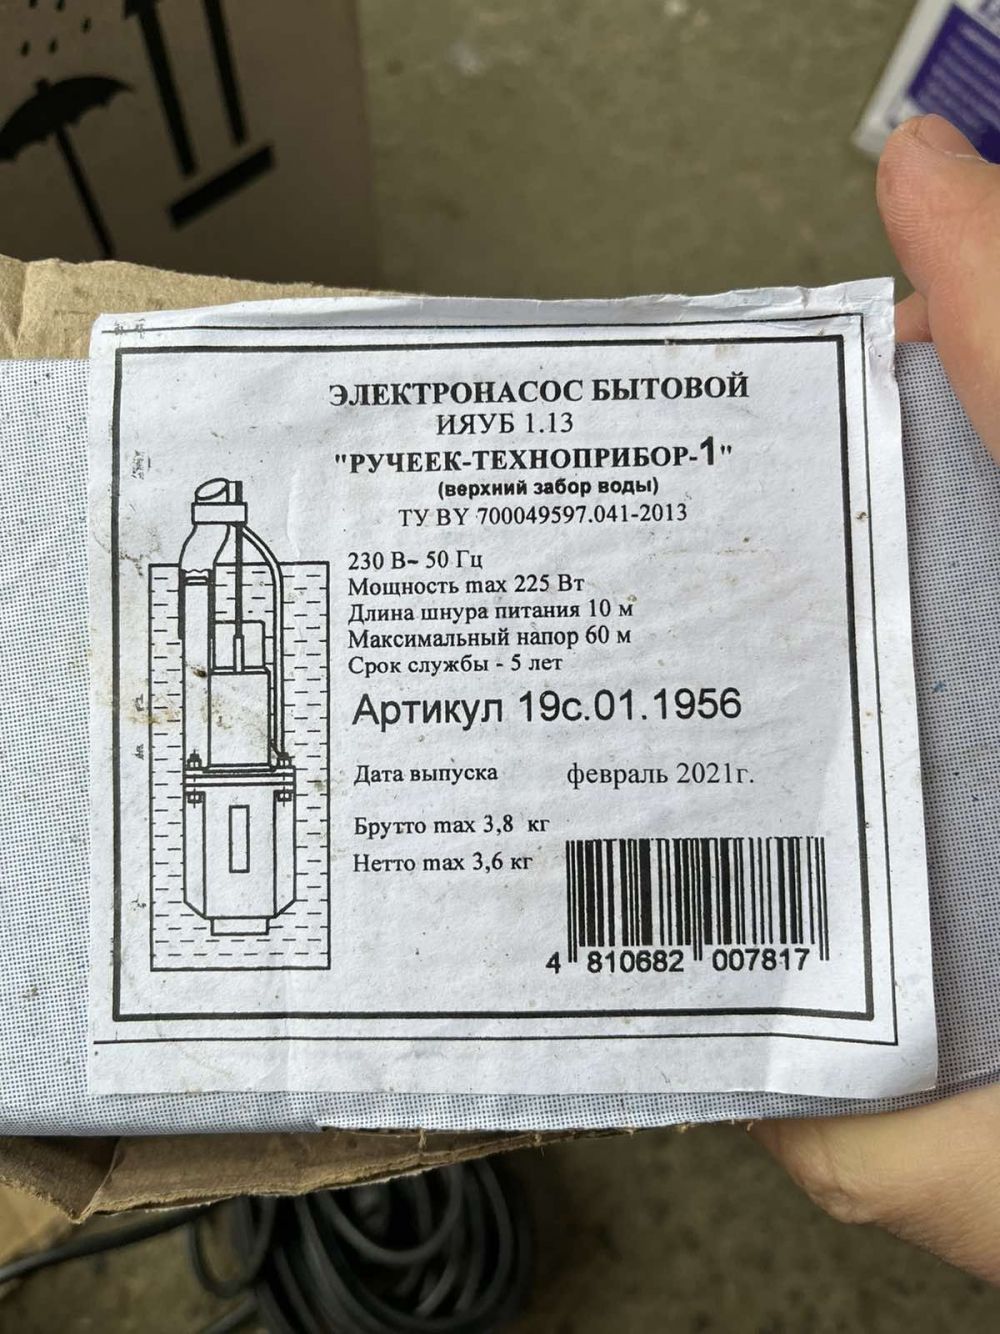 ЭЛЕКТРОНАСОС БЫТОВОЙ
ИЯУБ 1.13
"РУЧЕЕК-ТЕХНОПРИБОР-1"
(верхний забор воды)
ТУ BY 700049597.041-2013
230 В~ 50 Гц
Мощность max 225 Вт
Длина шнура питания 10 м
Максимальный напор 60 м
Срок службы - 5 лет
Артикул 19с.01.1956
Дата выпуска февраль 2021г.
Брутто max 3,8 кг
Нетто max 3,6 кг
4 810682 007817